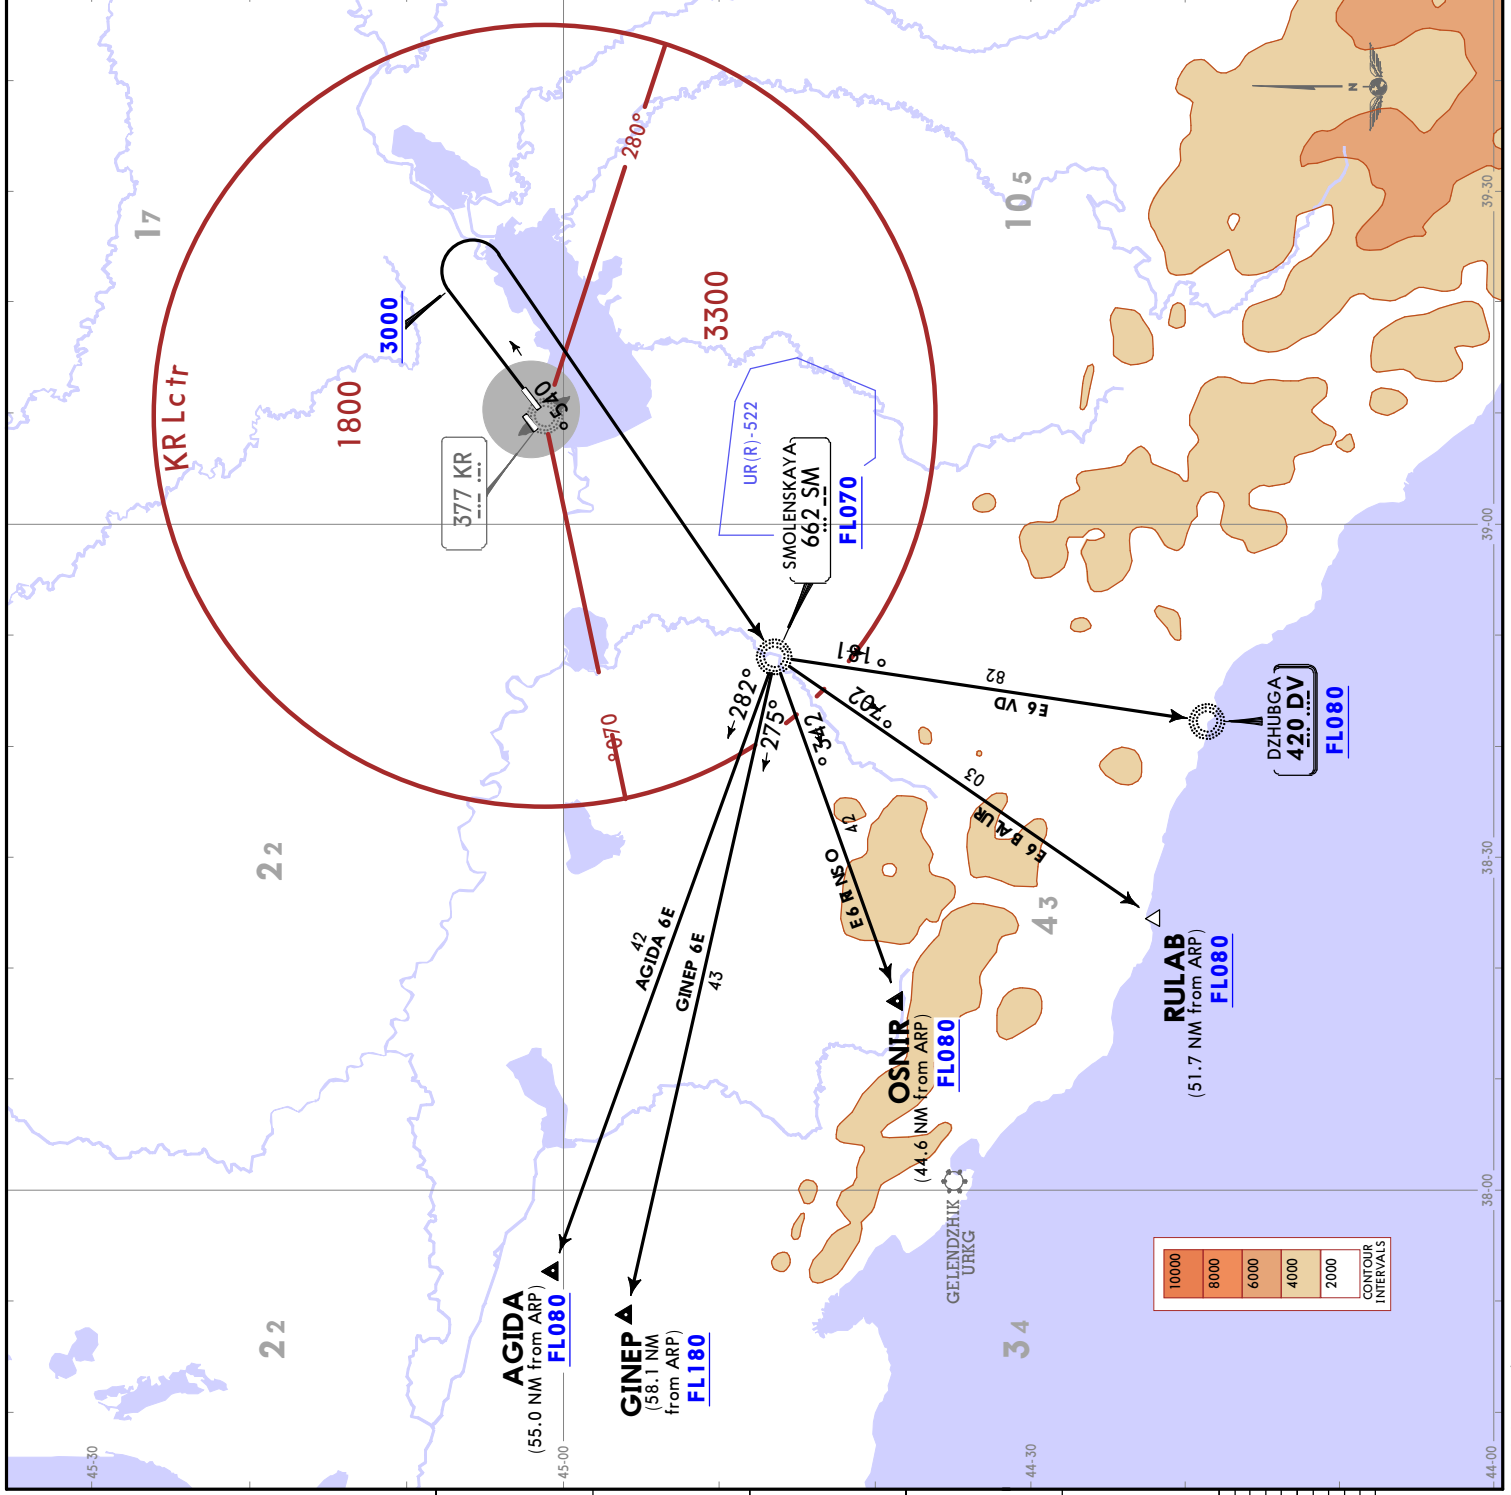 KR Lctr
17
1800
3000
280°
3300
10 5
377 KR
540
°
UR(R)-522
SMOLENSKAYA
662 SM
FL070
N
39-30
39-00
38-30
38-00
070°
282°
275°
242
°
207
°
181
°
82
E6 VD
DZHUBGA
420 DV
FL080
03
E6 BALUR
42
E6 RINSO
42
AGIDA 6E
GINEP 6E
43
22
22
43
34
RULAB
(51.7 NM from ARP)
FL080
OSNIR
(44.6 NM from ARP)
FL080
GELENDZHIK
URKG
AGIDA
(55.0 NM from ARP)
FL080
GINEP
(58.1 NM
from ARP)
FL180
10000
8000
6000
4000
2000
CONTOUR
INTERVALS
45-30
45-00
44-30
44-00